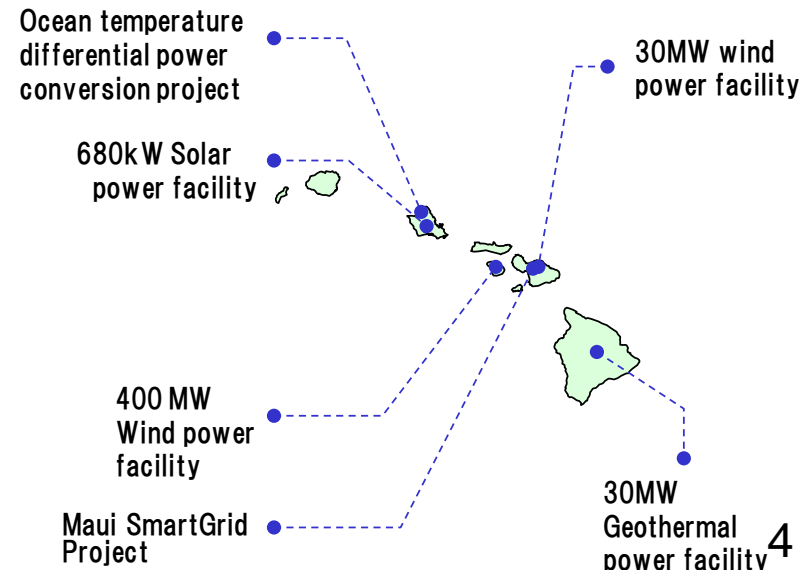 Ocean temperature
differential power
conversion project
30MW wind
power facility
680kW Solar
power facility
400 MW
Wind power
facility
Maui SmartGrid
Project
30MW
Geothermal
power facility
4